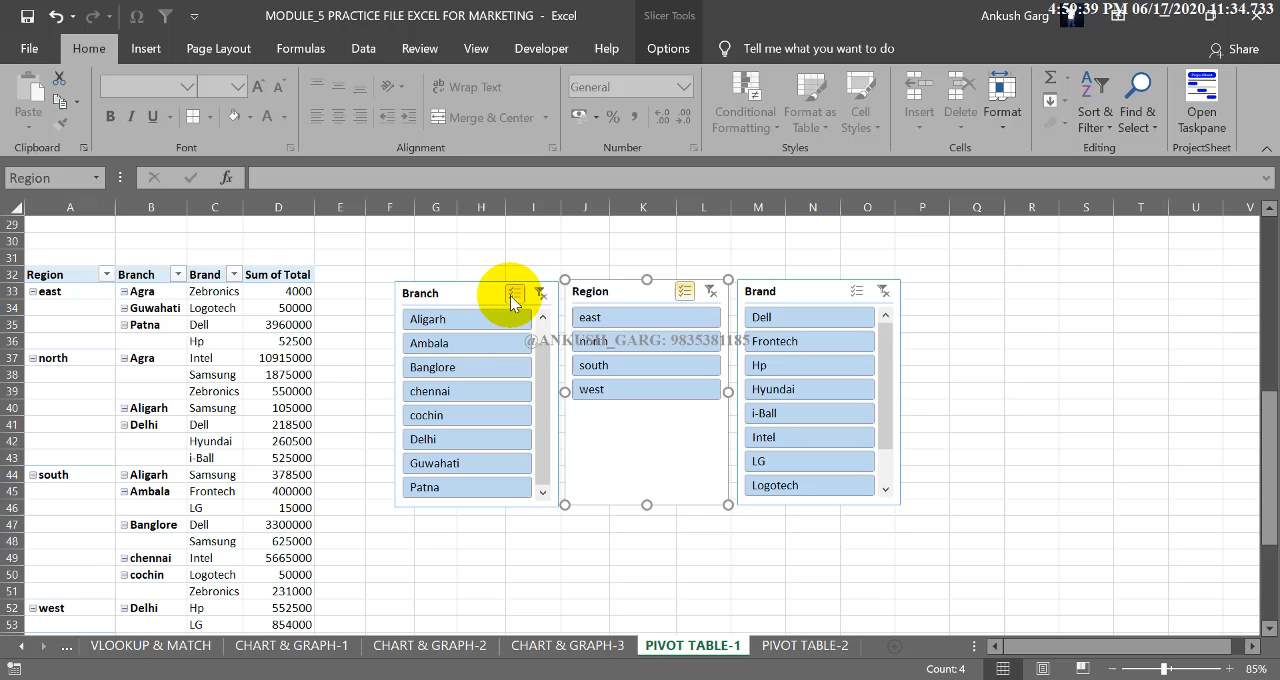 MODULE_5 PRACTICE FILE EXCEL FOR MARKETING - Excel
Slicer Tools
Ankush Garg
4:59:39 PM 06/17/2020 11:34.733
File Home Insert Page Layout Formulas Data Review View Developer Help Options Tell me what you want to do Share
Paste
Wrap Text
Merge & Center
General
Conditional Formatting
Format as Table
Cell Styles
Insert Delete Format
Sort & Filter
Find & Select
Open Taskpane
Clipboard Font Alignment Number Styles Cells Editing ProjectSheet
Region
fx
A B C D E F G H I J K L M N O P Q R S T U V
29
30
31
32 Region Branch Brand Sum of Total
33 east Agra Zebronics 4000
34 Guwahati Logotech 50000
35 Patna Dell 3960000
36 Hp 52500
37 north Agra Intel 10915000
38 Samsung 1875000
39 Zebronics 550000
40 Aligarh Samsung 105000
41 Delhi Dell 218500
42 Hyundai 260500
43 i-Ball 525000
44 south Aligarh Samsung 378500
45 Ambala Frontech 400000
46 LG 15000
47 Banglore Dell 3300000
48 Samsung 625000
49 chennai Intel 5665000
50 cochin Logotech 50000
51 Zebronics 231000
52 west Delhi Hp 552500
53 LG 854000
Branch
Aligarh
Ambala
Banglore
chennai
cochin
Delhi
Guwahati
Patna
Region
east
north
south
west
@ANKUSH_GARG: 9835381185
Brand
Dell
Frontech
Hp
Hyundai
i-Ball
Intel
LG
Logotech
... VLOOKUP & MATCH CHART & GRAPH-1 CHART & GRAPH-2 CHART & GRAPH-3 PIVOT TABLE-1 PIVOT TABLE-2
Count: 4
85%